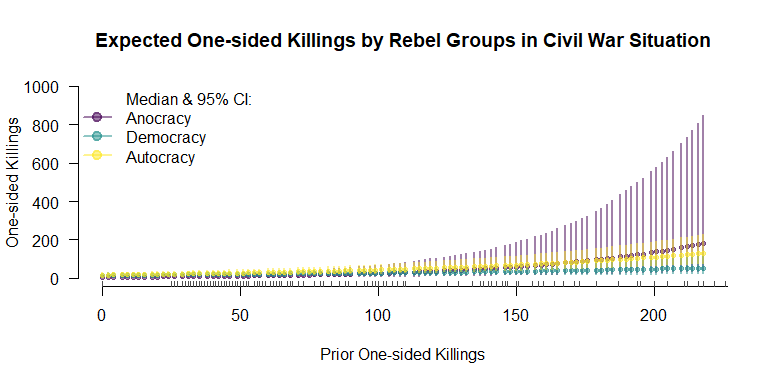 Expected One-sided Killings by Rebel Groups in Civil War Situation
1000
800
600
400
200
0
One-sided Killings
Median & 95% CI:
Anocracy
Democracy
Autocracy
0 50 100 150 200
Prior One-sided Killings